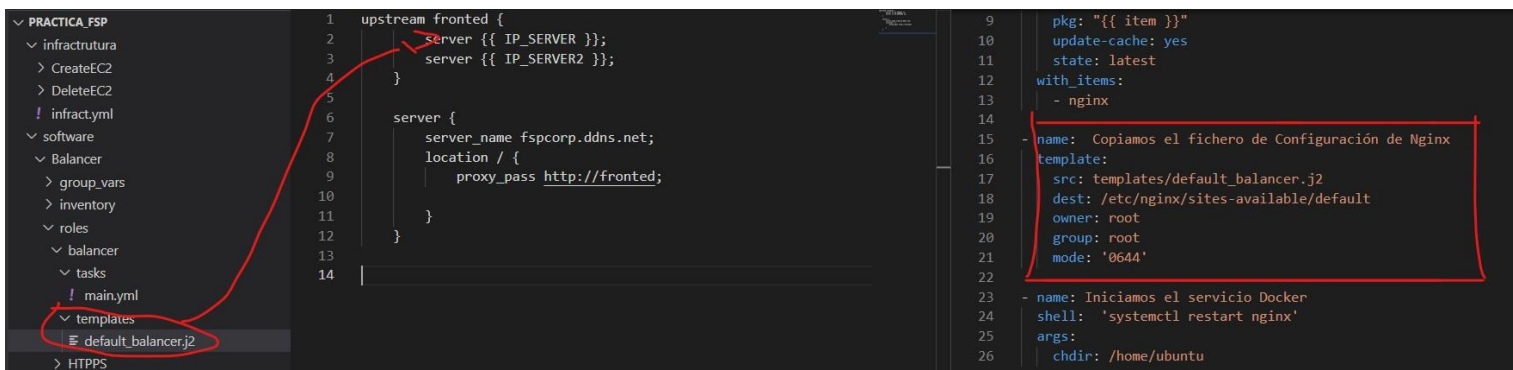 PRACTICA_FSP
infractrutura
CreateEC2
DeleteEC2
! infract.yml
software
Balancer
group_vars
inventory
roles
balancer
tasks
! main.yml
templates
default_balancer.j2
HTPPS
1 upstream fronted {
2 server {{ IP_SERVER }};
3 server {{ IP_SERVER2 }};
4 }
5
6 server {
7 server_name fspcorp.ddns.net;
8 location / {
9 proxy_pass http://fronted;
10
11 }
12 }
13
14
9 pkg: "{{ item }}"
10 update-cache: yes
11 state: latest
12 with_items:
13 - nginx
14
15 - name:  Copiamos el fichero de Configuración de Nginx
16 template:
17 src: templates/default_balancer.j2
18 dest: /etc/nginx/sites-available/default
19 owner: root
20 group: root
21 mode: '0644'
22
23 - name: Iniciamos el servicio Docker
24 shell:  'systemctl restart nginx'
25 args:
26 chdir: /home/ubuntu